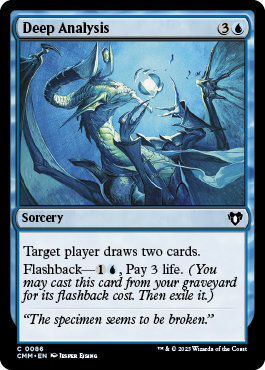 Deep Analysis 3
Sorcery
Target player draws two cards.
Flashback—1, Pay 3 life. (You
may cast this card from your graveyard
for its flashback cost. Then exile it.)
“The specimen seems to be broken.”
C 0086
CMM • EN Jesper Ejsing
™ & © 2023 Wizards of the Coast